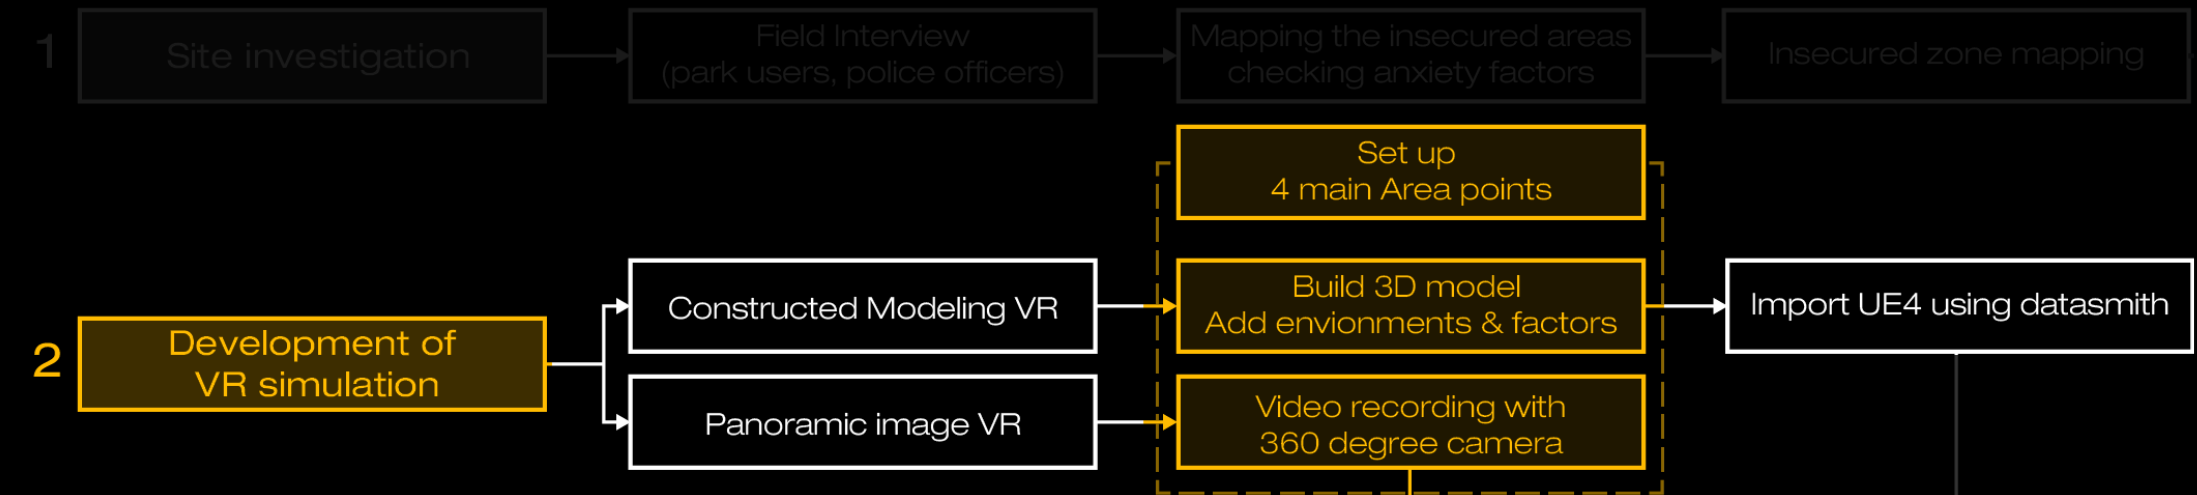 1
Site investigation
Field Interview
(park users, police officers)
Mapping the insecured areas
checking anxiety factors
Insecured zone mapping
Set up
4 main Area points
2
Development of
VR simulation
Constructed Modeling VR
Build 3D model
Add envionments & factors
Import UE4 using datasmith
Panoramic image VR
Video recording with
360 degree camera